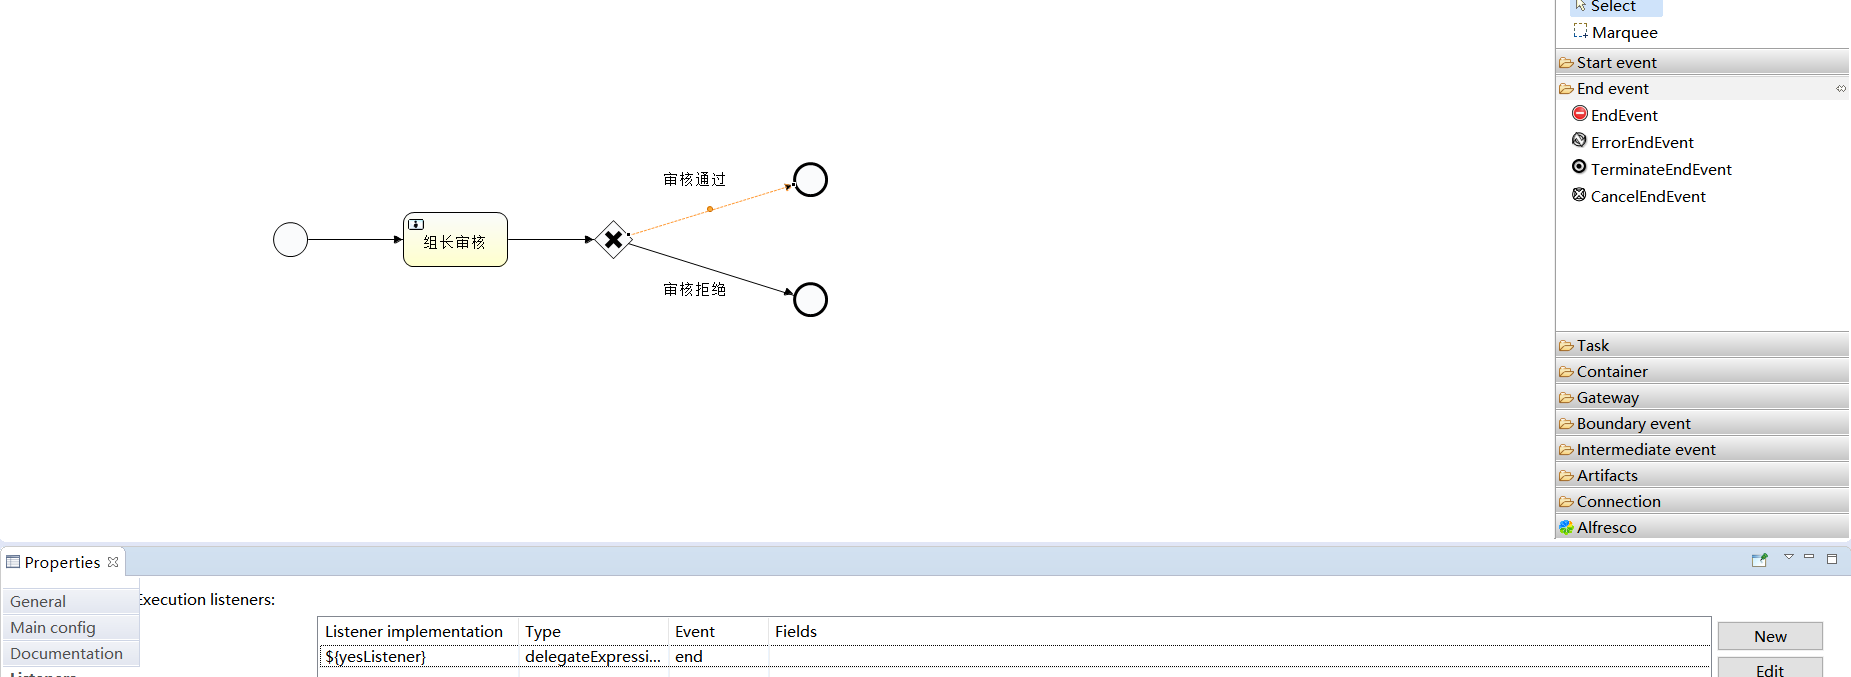 Select
Marquee
Start event
End event
EndEvent
ErrorEndEvent
TerminateEndEvent
CancelEndEvent
Task
Container
Gateway
Boundary event
Intermediate event
Artifacts
Connection
Alfresco
审核通过
组长审核
审核拒绝
Properties
General
Main config
Documentation
Listeners
Execution listeners:
Listener implementation Type Event Fields
${yesListener} delegateExpressi... end
New
Edit